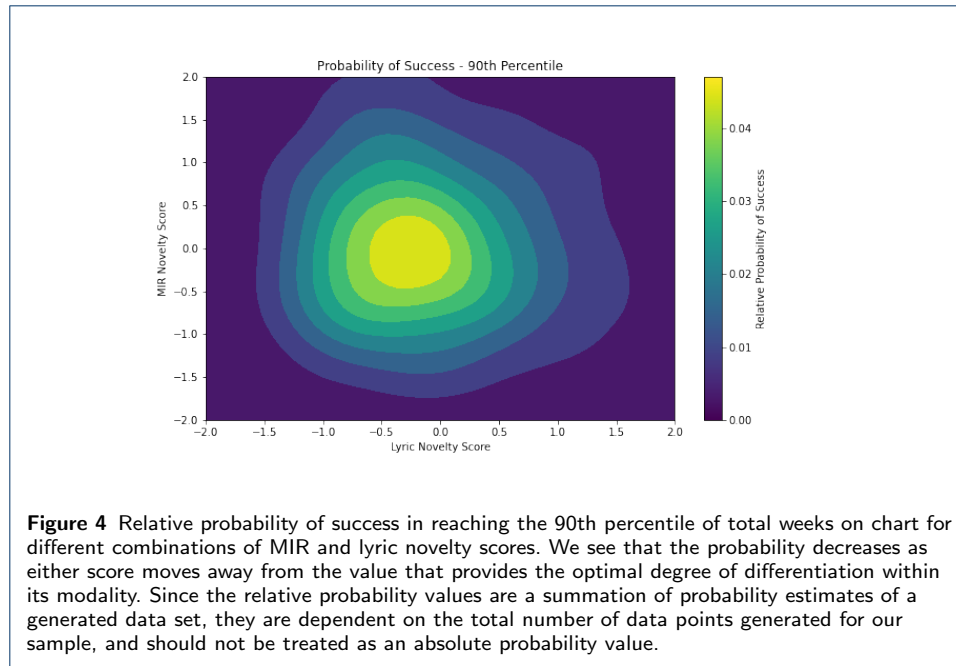 Probability of Success - 90th Percentile
2.0
1.5
1.0
0.5
0.0
−0.5
−1.0
−1.5
−2.0
MIR Novelty Score
−2.0 −1.5 −1.0 −0.5 0.0 0.5 1.0 1.5 2.0
Lyric Novelty Score
0.04
0.03
0.02
0.01
0.00
Relative Probability of Success
Figure 4 Relative probability of success in reaching the 90th percentile of total weeks on chart for
different combinations of MIR and lyric novelty scores. We see that the probability decreases as
either score moves away from the value that provides the optimal degree of differentiation within
its modality. Since the relative probability values are a summation of probability estimates of a
generated data set, they are dependent on the total number of data points generated for our
sample, and should not be treated as an absolute probability value.